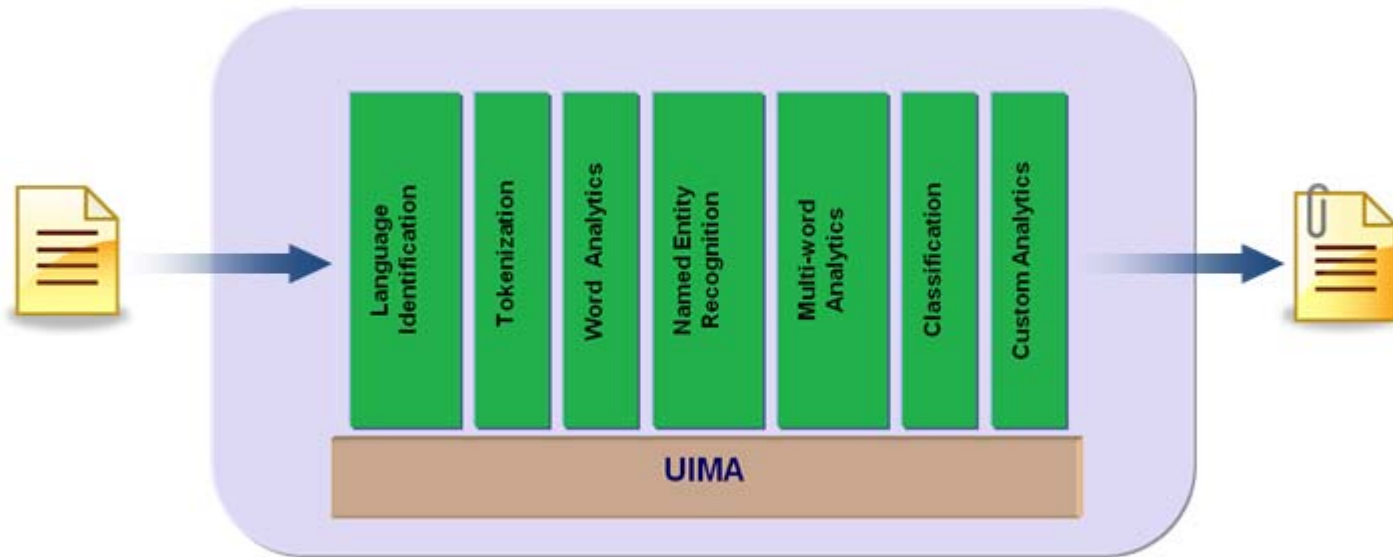 Language
Identification
Tokenization
Word Analytics
Named Entity
Recognition
Multi-word
Analytics
Classification
Custom Analytics
UIMA